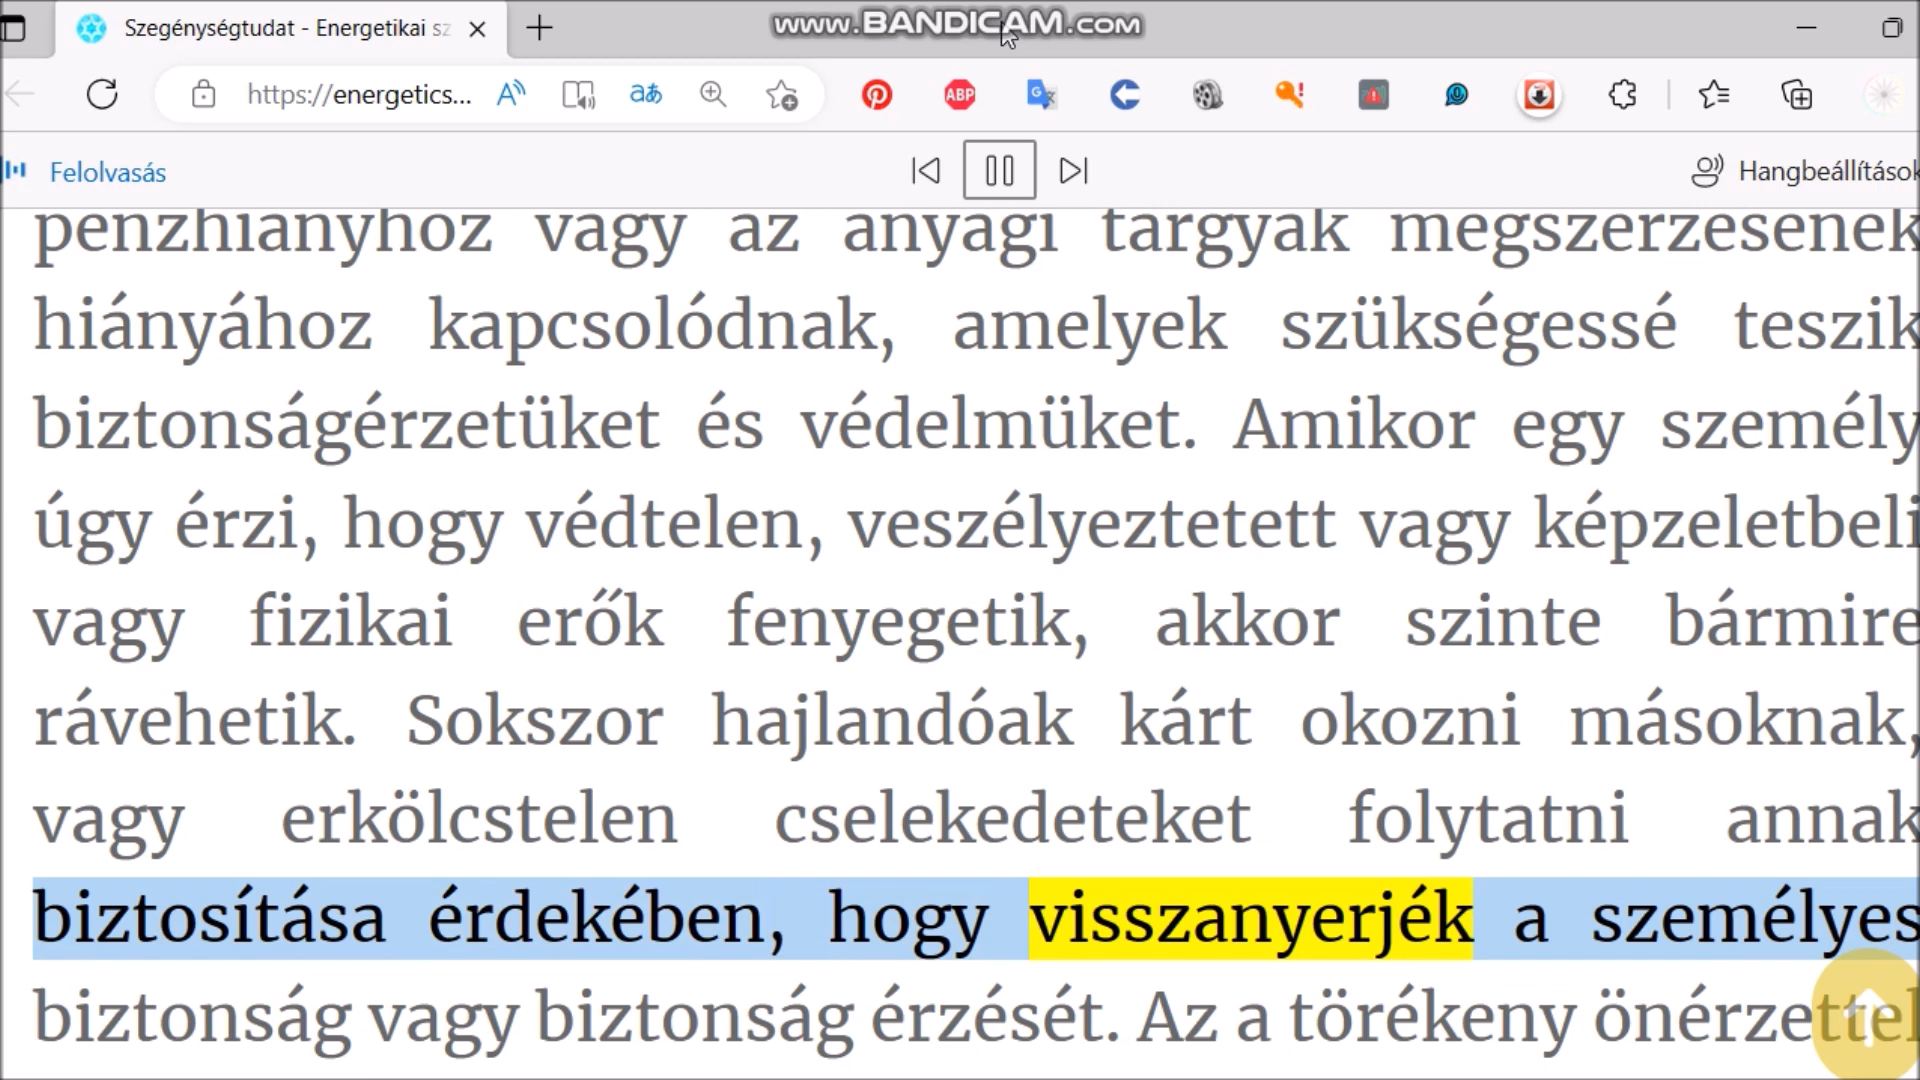 Szegénységtudat - Energetikai sz
www.BANDICAM.com
https://energetics...
aあ
ABP
Felolvasás
Hangbeállítások
pénzhiányhoz vagy az anyagi tárgyak megszerzésének
hiányához kapcsolódnak, amelyek szükségessé teszik
biztonságérzetüket és védelmüket. Amikor egy személy
úgy érzi, hogy védtelen, veszélyeztetett vagy képzeletbeli
vagy fizikai erők fenyegetik, akkor szinte bármire
rávehetik. Sokszor hajlandóak kárt okozni másoknak,
vagy erkölcstelen cselekedeteket folytatni annak
biztosítása érdekében, hogy visszanyerjék a személyes
biztonság vagy biztonság érzését. Az a törékeny önérzettel